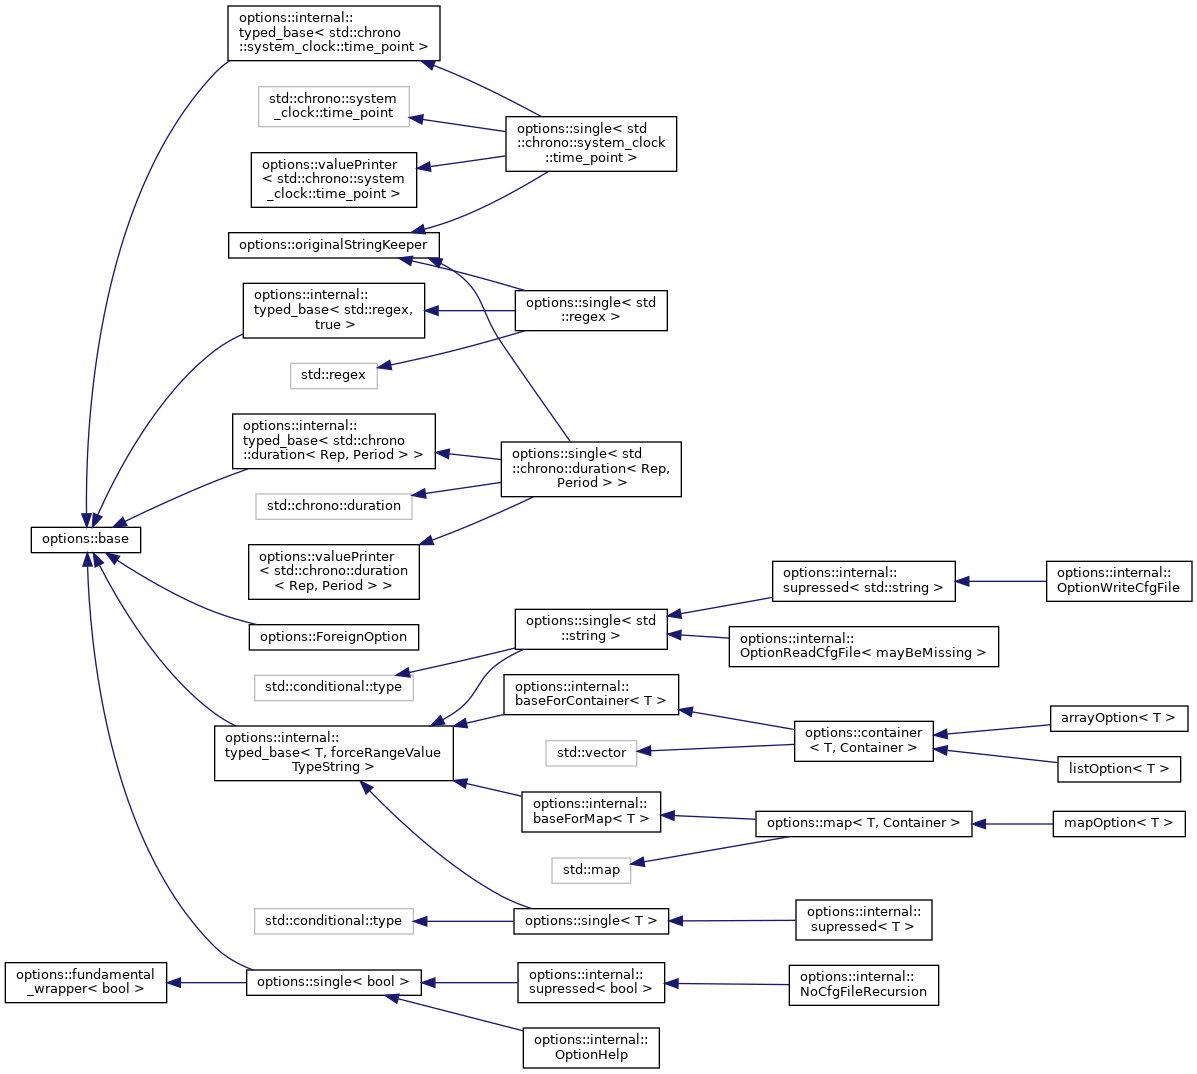 options::internal::
typed_base< std::chrono
::system_clock::time_point >
std::chrono::system
_clock::time_point
options::single< std
::chrono::system_clock
::time_point >
options::valuePrinter
< std::chrono::system
_clock::time_point >
options::originalStringKeeper
options::internal::
typed_base< std::regex,
true >
options::single< std
::regex >
std::regex
options::internal::
typed_base< std::chrono
::duration< Rep, Period > >
options::single< std
::chrono::duration< Rep,
Period > >
std::chrono::duration
options::base
options::valuePrinter
< std::chrono::duration
< Rep, Period > >
options::internal::
supressed< std::string >
options::internal::
OptionWriteCfgFile
options::ForeignOption
options::single< std
::string >
options::internal::
OptionReadCfgFile< mayBeMissing >
std::conditional::type
options::internal::
baseForContainer< T >
options::internal::
typed_base< T, forceRangeValue
TypeString >
std::vector
options::container
< T, Container >
arrayOption< T >
listOption< T >
options::internal::
baseForMap< T >
options::map< T, Container >
mapOption< T >
std::map
std::conditional::type
options::single< T >
options::internal::
supressed< T >
options::fundamental
_wrapper< bool >
options::single< bool >
options::internal::
supressed< bool >
options::internal::
NoCfgFileRecursion
options::internal::
OptionHelp